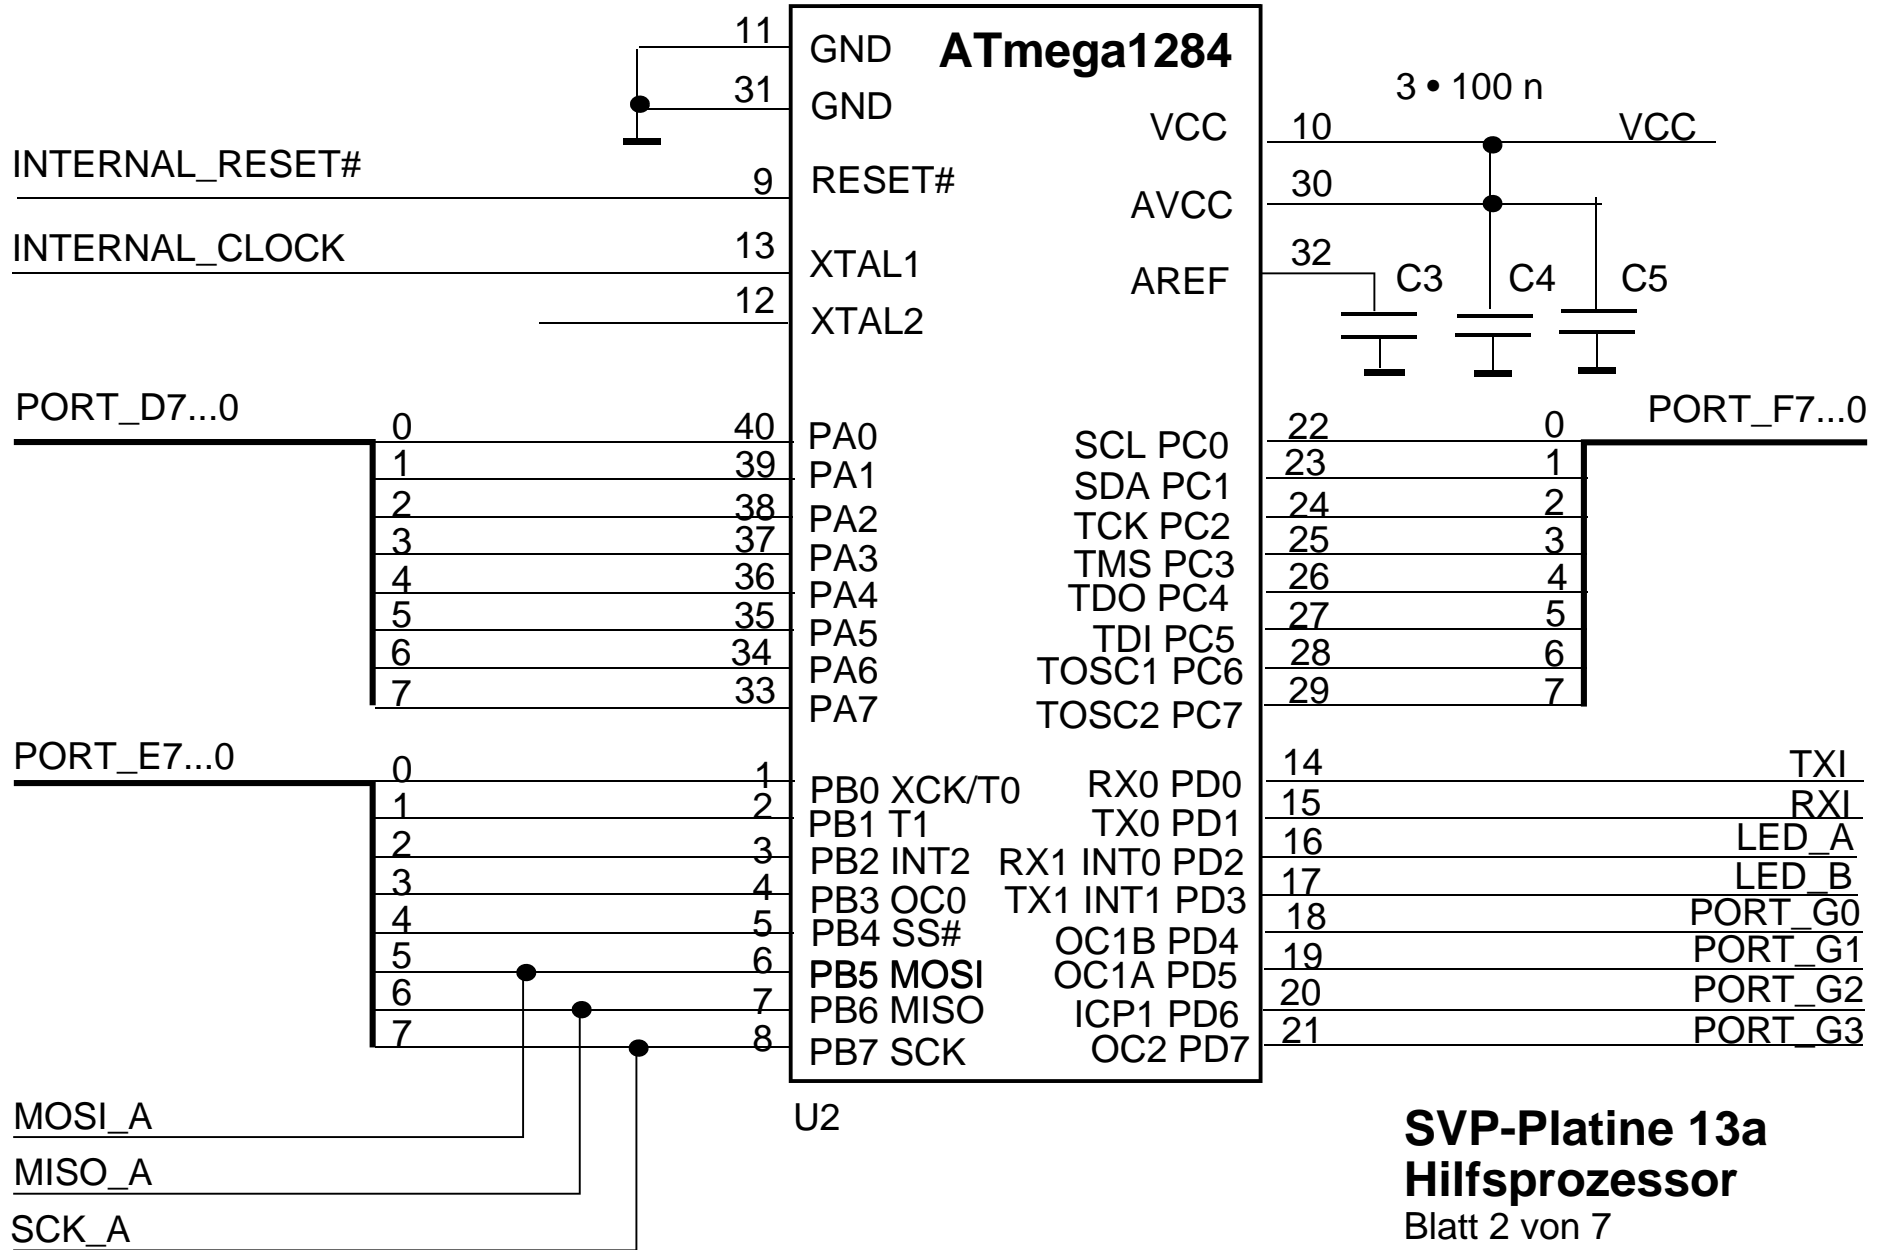 11 GND ATmega1284
31 GND
3 • 100 n
VCC 10 VCC
INTERNAL_RESET# 9 RESET#
AVCC 30
INTERNAL_CLOCK 13 XTAL1
AREF 32 C3 C4 C5
12 XTAL2
PORT_D7...0 PORT_F7...0
0 40 PA0 SCL PC0 22 0
1 39 PA1 SDA PC1 23 1
2 38 PA2 TCK PC2 24 2
3 37 PA3 TMS PC3 25 3
4 36 PA4 TDO PC4 26 4
5 35 PA5 TDI PC5 27 5
6 34 PA6 TOSC1 PC6 28 6
7 33 PA7 TOSC2 PC7 29 7
PORT_E7...0
0 1 PB0 XCK/T0 RX0 PD0 14 TXI
1 2 PB1 T1 TX0 PD1 15 RXI
2 3 PB2 INT2 RX1 INT0 PD2 16 LED_A
3 4 PB3 OC0 TX1 INT1 PD3 17 LED_B
4 5 PB4 SS# OC1B PD4 18 PORT_G0
5 6 PB5 MOSI OC1A PD5 19 PORT_G1
6 7 PB6 MISO ICP1 PD6 20 PORT_G2
7 8 PB7 SCK OC2 PD7 21 PORT_G3
MOSI_A
MISO_A
SCK_A
U2
SVP-Platine 13a
Hilfsprozessor
Blatt 2 von 7